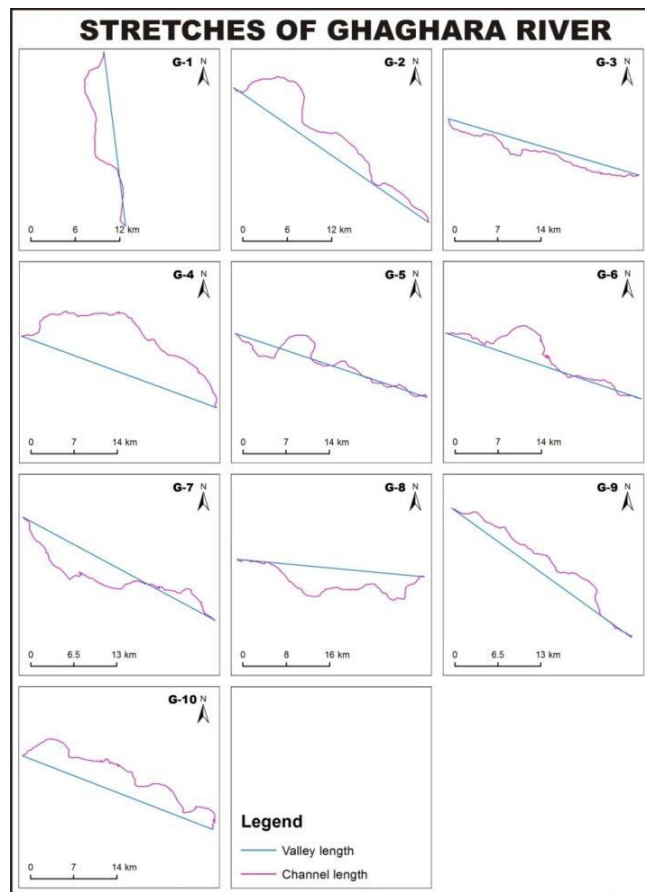 STRETCHES OF GHAGHARA RIVER
G-1 N
0 6 12 km
G-2 N
0 6 12 km
G-3 N
0 7 14 km
G-4 N
0 7 14 km
G-5 N
0 7 14 km
G-6 N
0 7 14 km
G-7 N
0 6.5 13 km
G-8 N
0 8 16 km
G-9 N
0 6.5 13 km
G-10 N
0 7 14 km
Legend
Valley length
Channel length